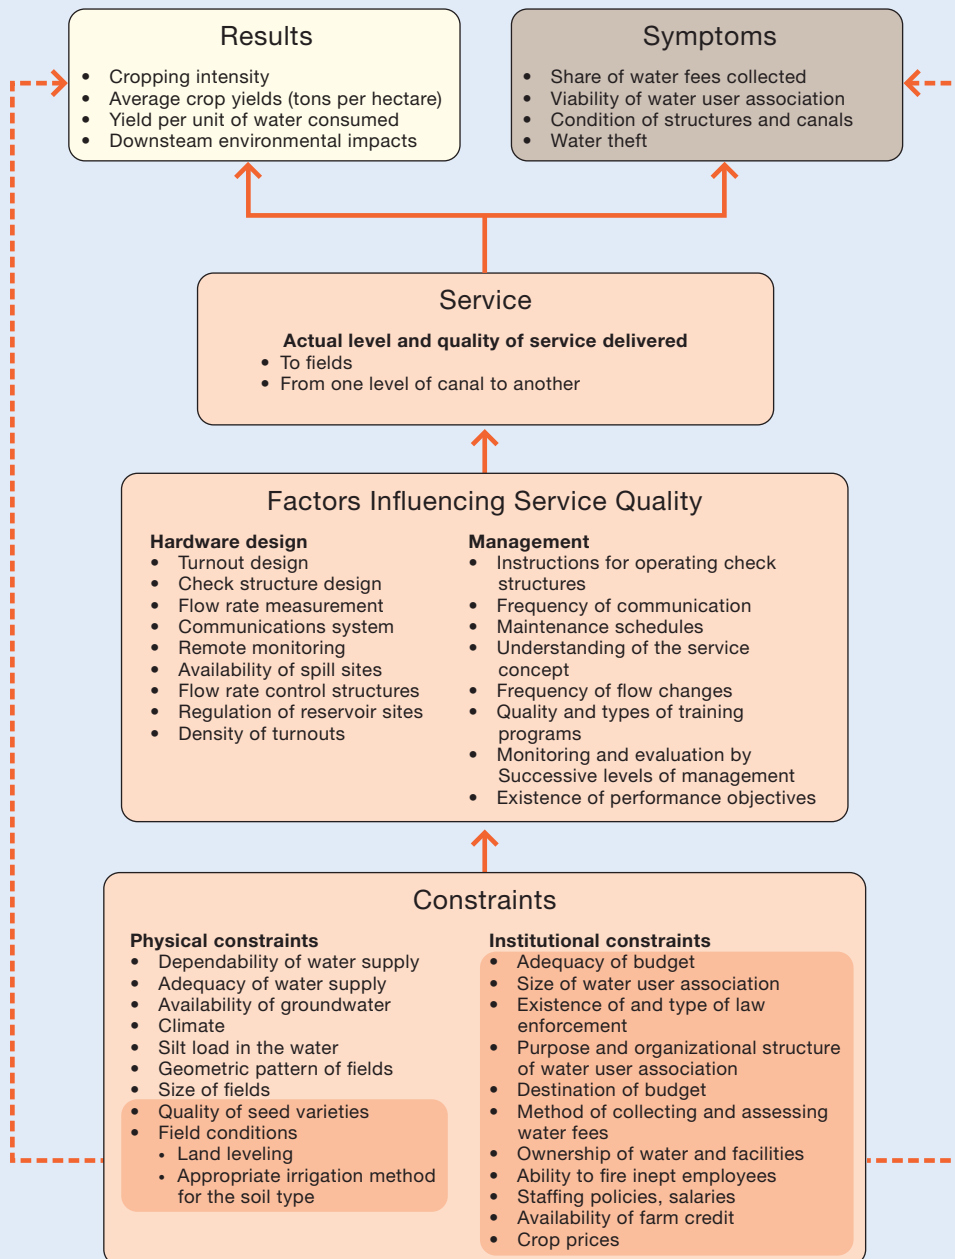 Results
• Cropping intensity
• Average crop yields (tons per hectare)
• Yield per unit of water consumed
• Downsteam environmental impacts
Symptoms
• Share of water fees collected
• Viability of water user association
• Condition of structures and canals
• Water theft
Service
Actual level and quality of service delivered
• To fields
• From one level of canal to another
Factors Influencing Service Quality
Hardware design
• Turnout design
• Check structure design
• Flow rate measurement
• Communications system
• Remote monitoring
• Availability of spill sites
• Flow rate control structures
• Regulation of reservoir sites
• Density of turnouts
Management
• Instructions for operating check
structures
• Frequency of communication
• Maintenance schedules
• Understanding of the service
concept
• Frequency of flow changes
• Quality and types of training
programs
• Monitoring and evaluation by
Successive levels of management
• Existence of performance objectives
Constraints
Physical constraints
• Dependability of water supply
• Adequacy of water supply
• Availability of groundwater
• Climate
• Silt load in the water
• Geometric pattern of fields
• Size of fields
• Quality of seed varieties
• Field conditions
• Land leveling
• Appropriate irrigation method
for the soil type
Institutional constraints
• Adequacy of budget
• Size of water user association
• Existence of and type of law
enforcement
• Purpose and organizational structure
of water user association
• Destination of budget
• Method of collecting and assessing
water fees
• Ownership of water and facilities
• Ability to fire inept employees
• Staffing policies, salaries
• Availability of farm credit
• Crop prices